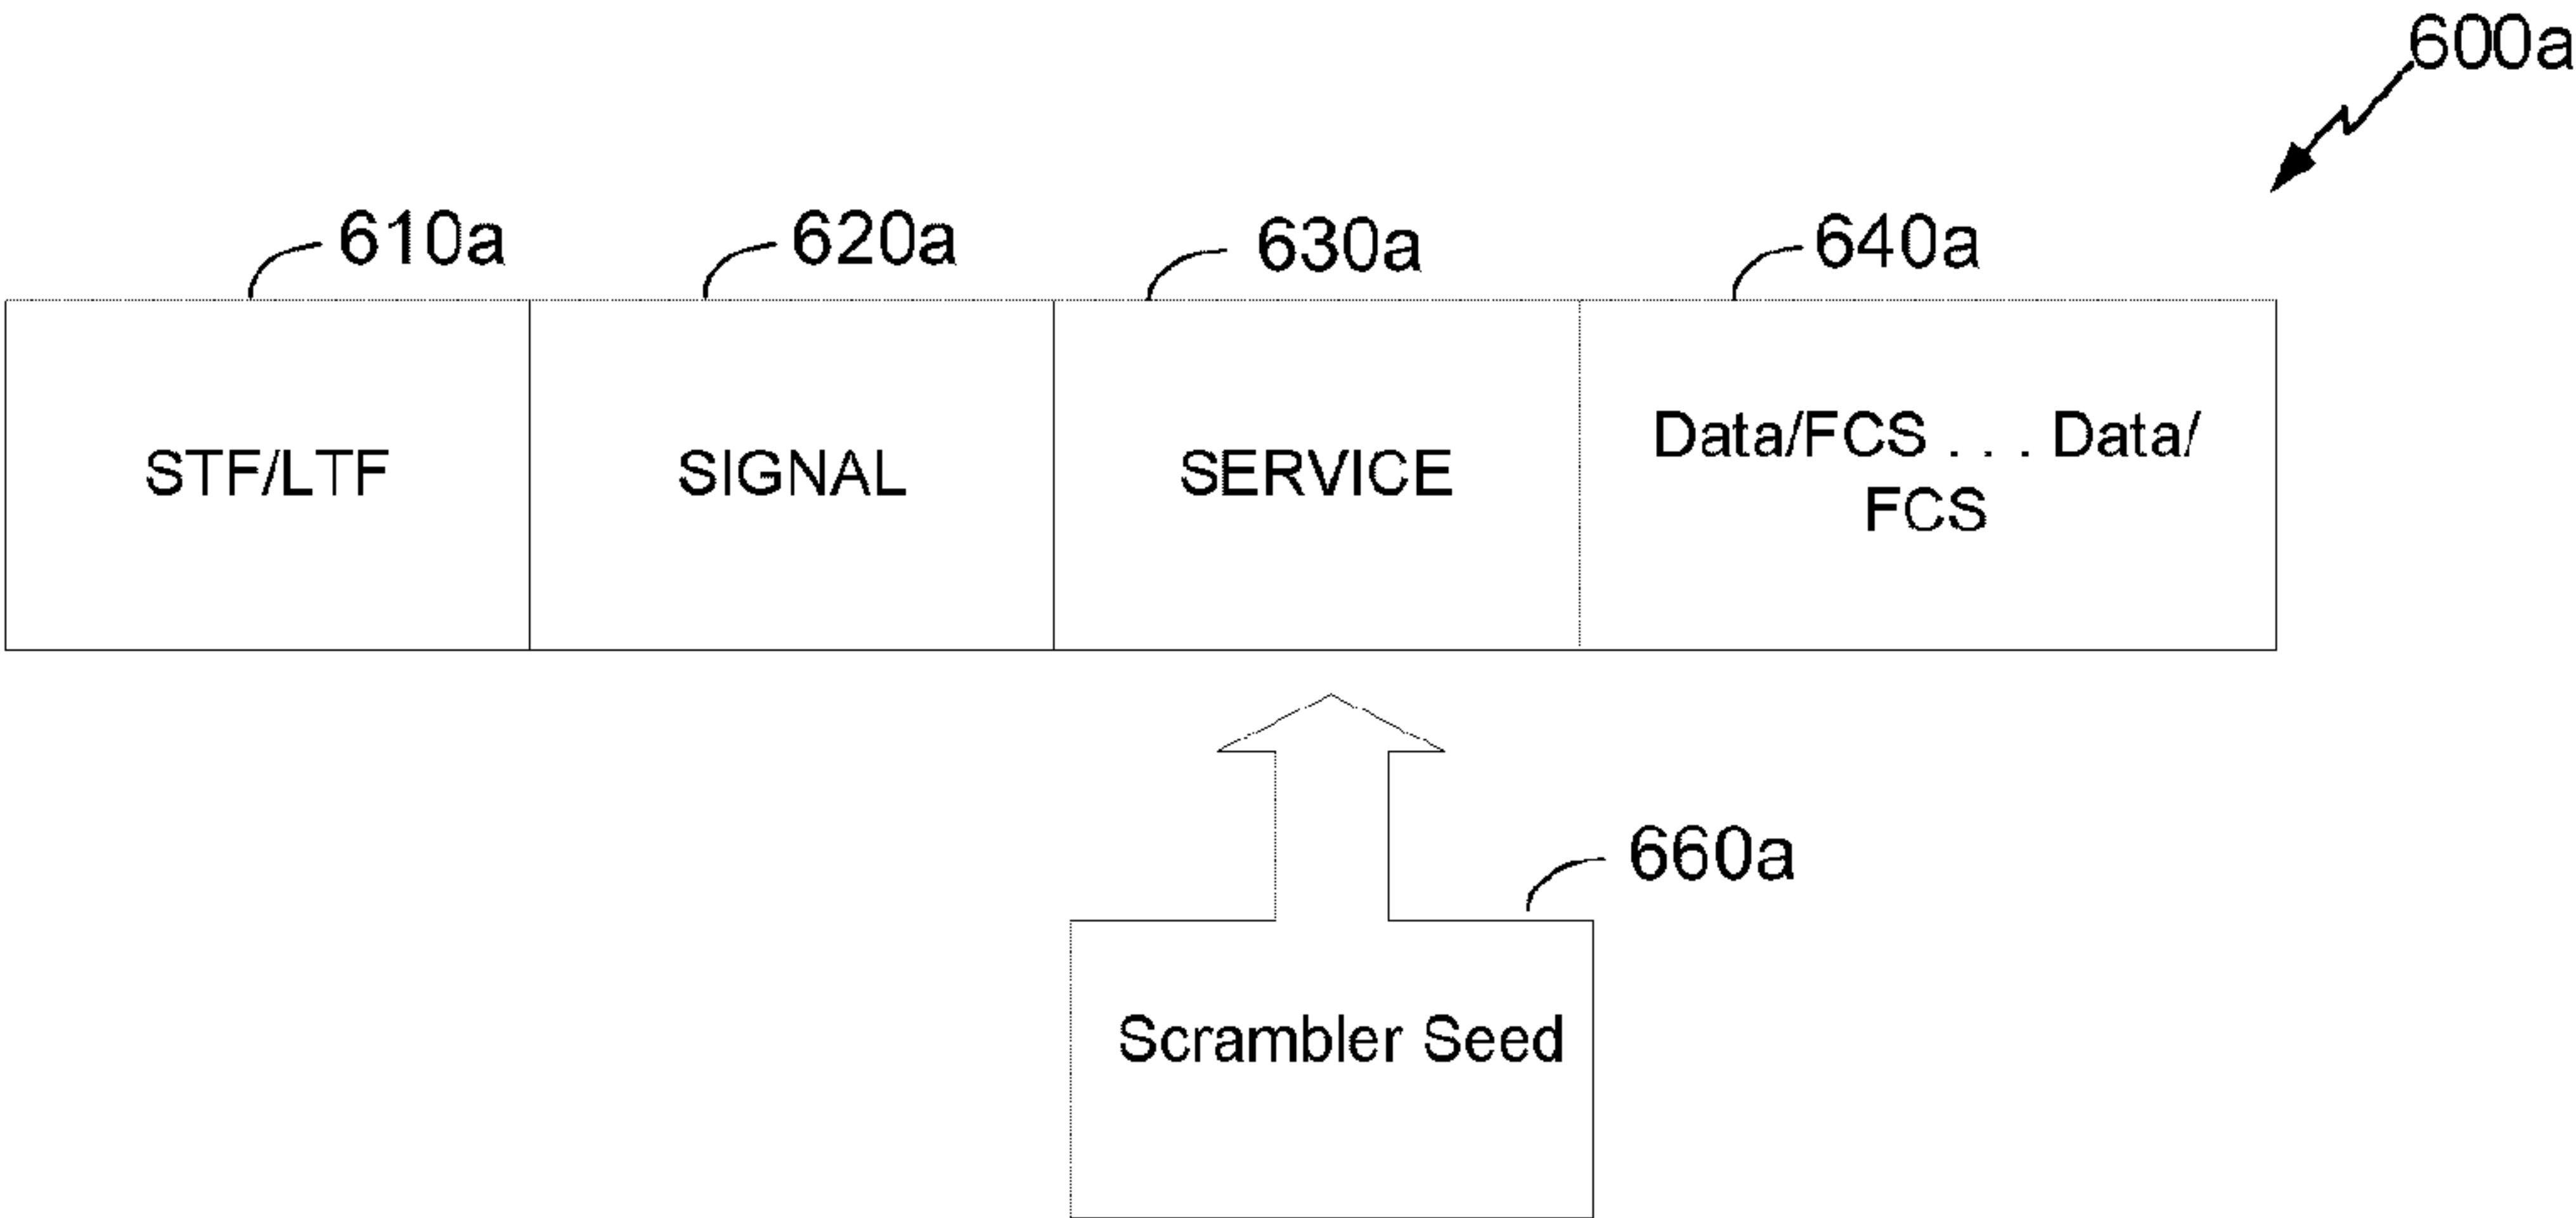 600a
610a
620a
630a
640a
STF/LTF
SIGNAL
SERVICE
Data/FCS . . . Data/
FCS
660a
Scrambler Seed